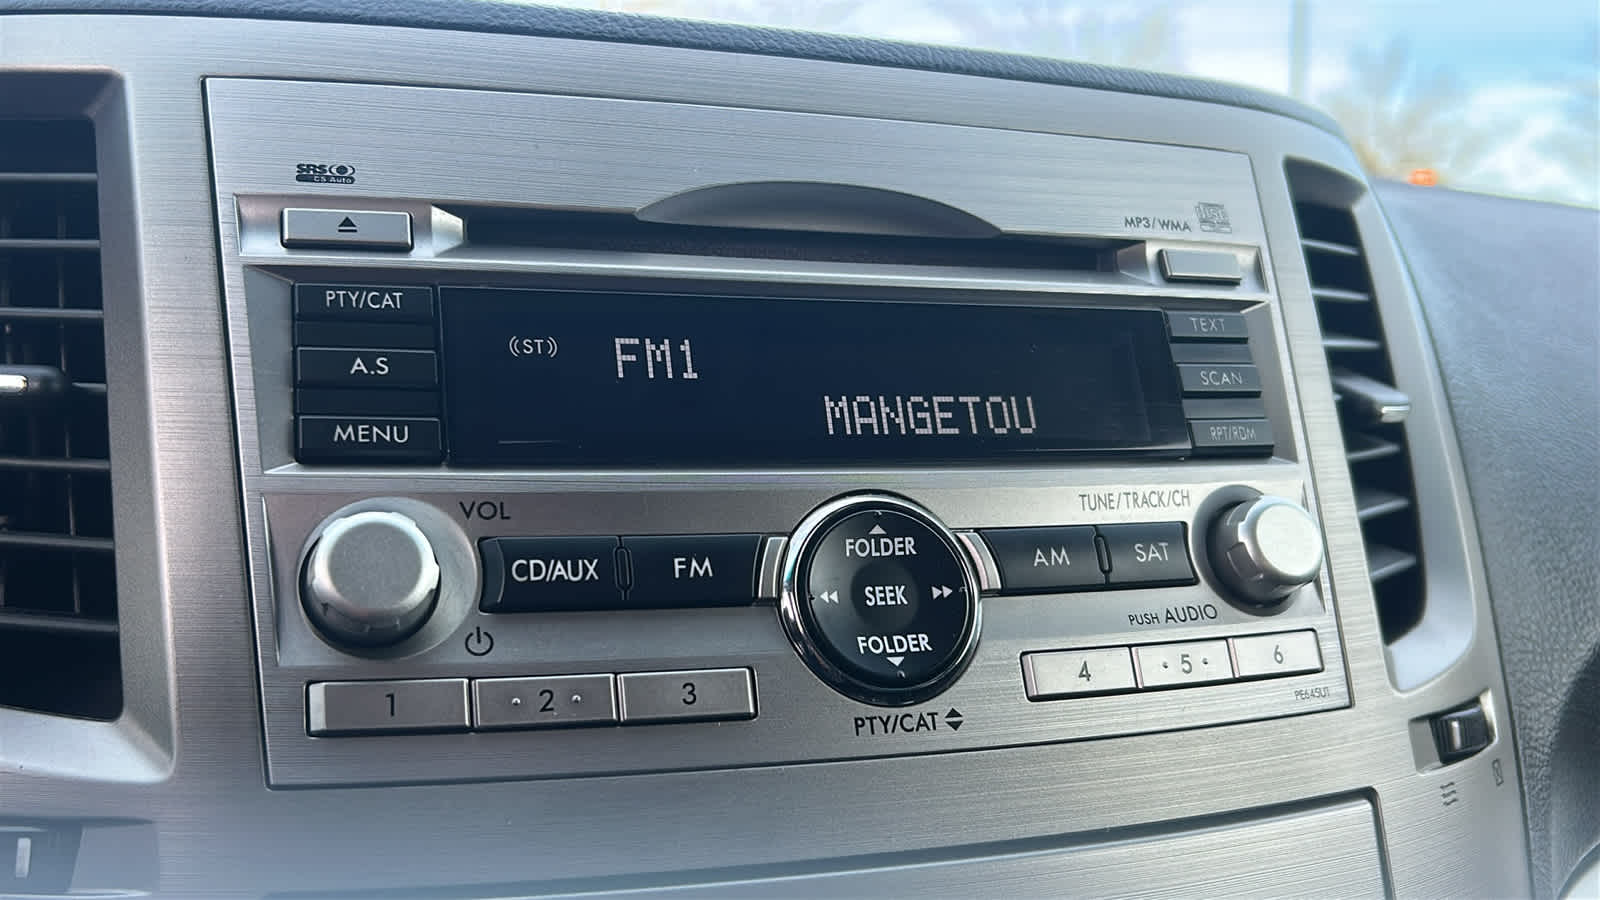 SRS
CS Auto
MP3/WMA
DISC
PTY/CAT
A.S
MENU
((ST))
FM1
MANGETOU
TEXT
SCAN
RPT/RDM
VOL
TUNE/TRACK/CH
CD/AUX
FM
FOLDER
SEEK
FOLDER
AM
SAT
PUSH AUDIO
1
2
3
PTY/CAT
4
5
6
PE645U1